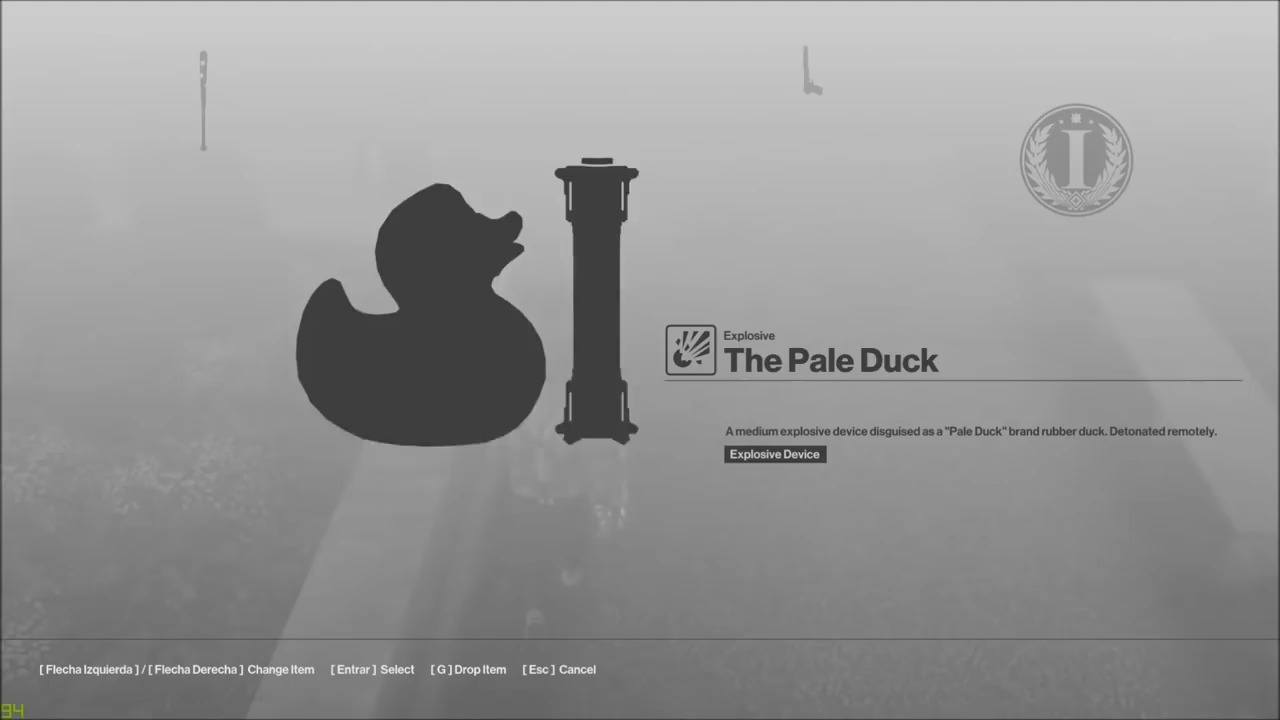 I
Explosive
The Pale Duck
A medium explosive device disguised as a "Pale Duck" brand rubber duck. Detonated remotely.
Explosive Device
[ Flecha Izquierda ] / [ Flecha Derecha ] Change Item [ Entrar ] Select [ G ] Drop Item [ Esc ] Cancel
94